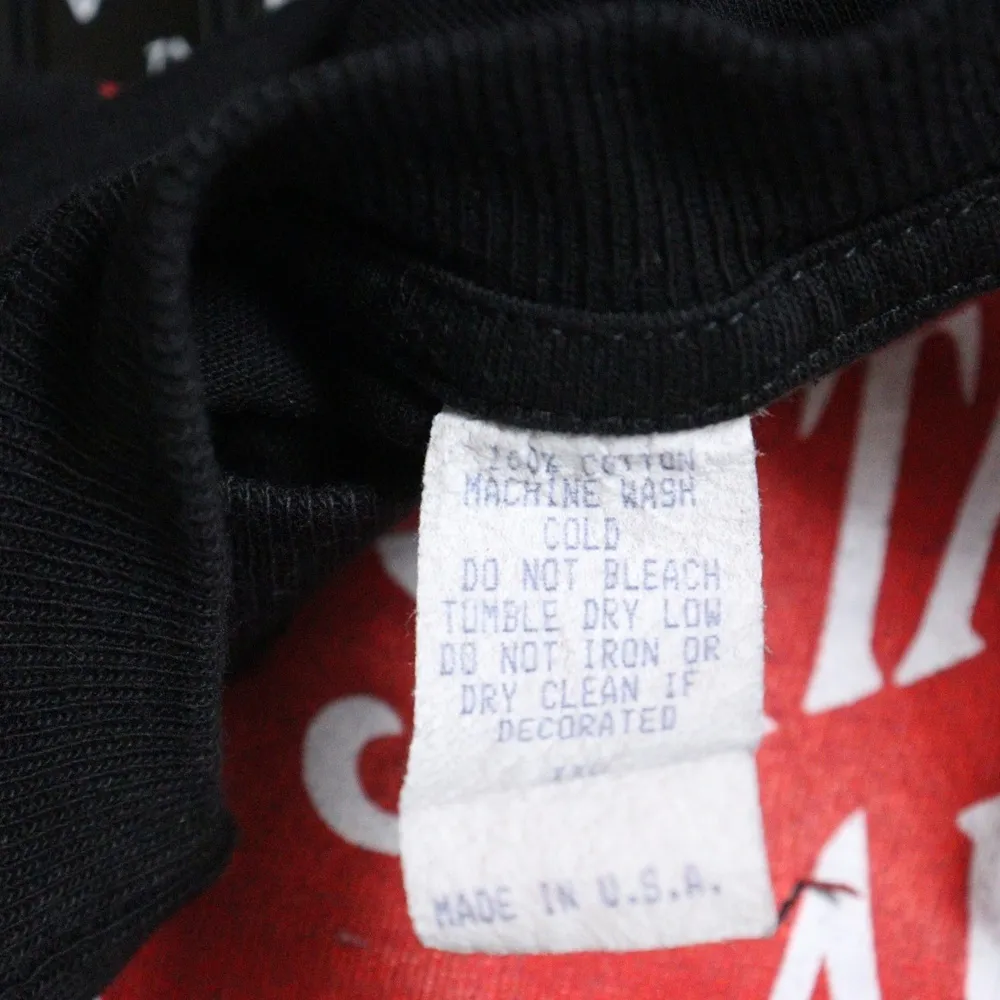 100% COTTON
MACHINE WASH
COLD
DO NOT BLEACH
TUMBLE DRY LOW
DO NOT IRON OR
DRY CLEAN IF
DECORATED
MADE IN U.S.A.